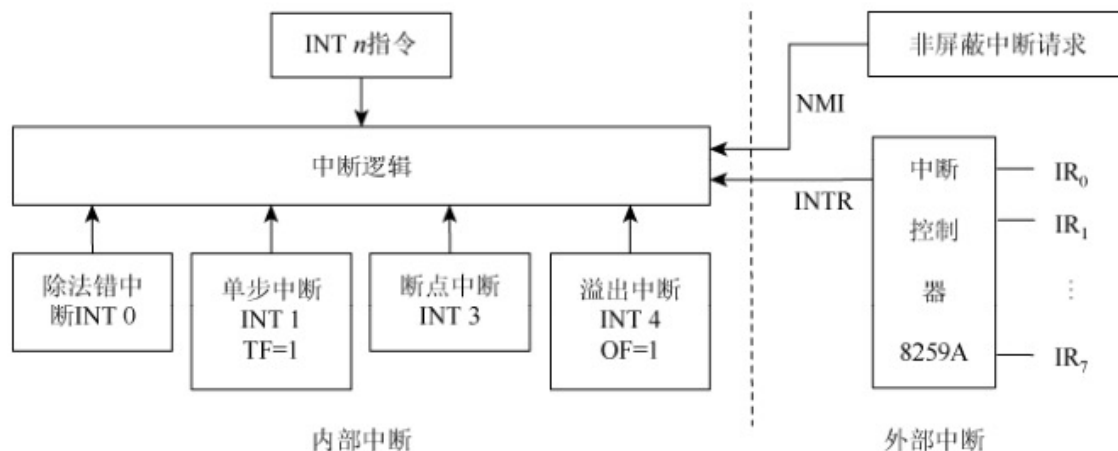 INT n指令
非屏蔽中断请求
NMI
中断逻辑
INTR
中断
控制
器
8259A
IR₀
IR₁
⋮
IR₇
除法错中
断INT 0
单步中断
INT 1
TF=1
断点中断
INT 3
溢出中断
INT 4
OF=1
内部中断
外部中断